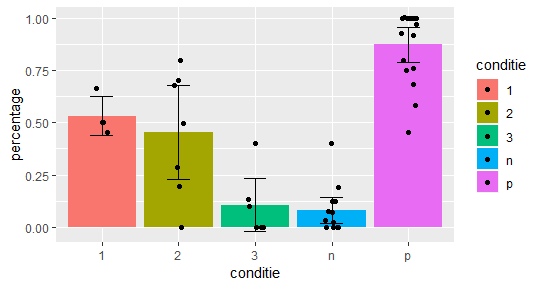 percentage
1.00
0.75
0.50
0.25
0.00
1 2 3 n p
conditie
conditie
1
2
3
n
p